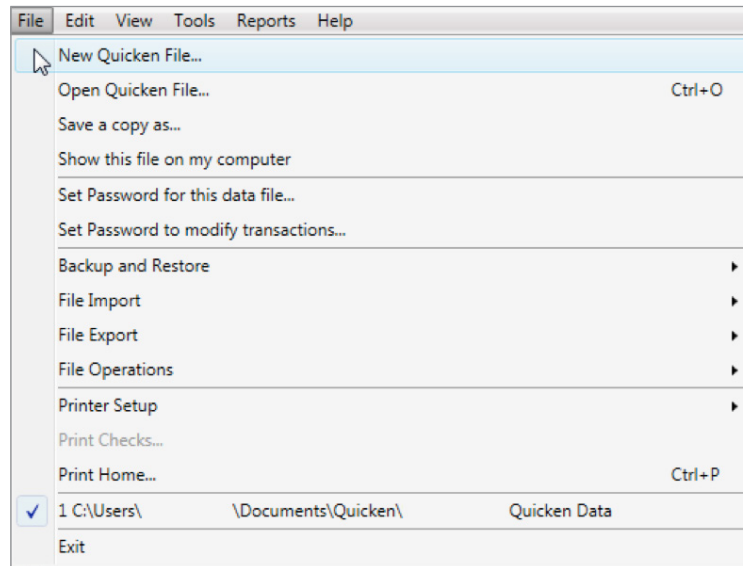 File Edit View Tools Reports Help
New Quicken File...
Open Quicken File... Ctrl+O
Save a copy as...
Show this file on my computer
Set Password for this data file...
Set Password to modify transactions...
Backup and Restore
File Import
File Export
File Operations
Printer Setup
Print Checks...
Print Home... Ctrl+P
1 C:\Users\ \Documents\Quicken\ Quicken Data
Exit